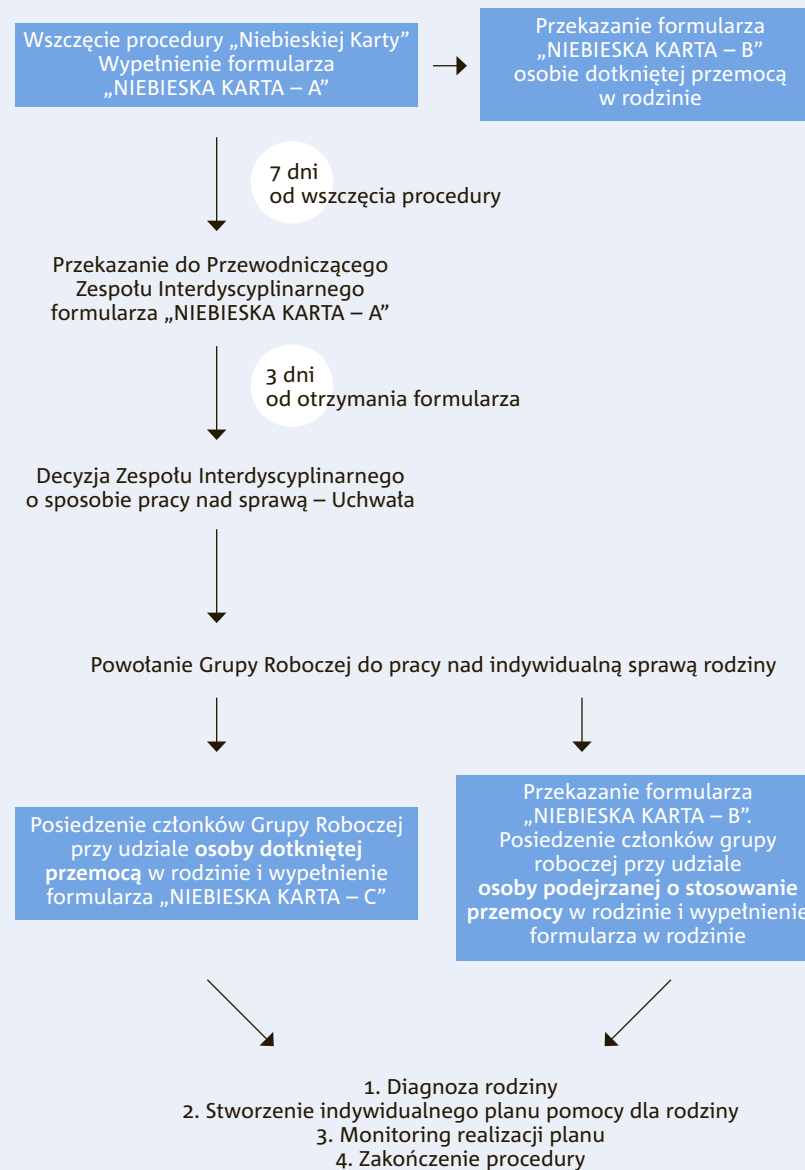 Wszczęcie procedury „Niebieskiej Karty”
Wypełnienie formularza
„NIEBIESKA KARTA – A”
Przekazanie formularza
„NIEBIESKA KARTA – B”
osobie dotkniętej przemocą
w rodzinie
7 dni
od wszczęcia procedury
Przekazanie do Przewodniczącego
Zespołu Interdyscyplinarnego
formularza „NIEBIESKA KARTA – A”
3 dni
od otrzymania formularza
Decyzja Zespołu Interdyscyplinarnego
o sposobie pracy nad sprawą – Uchwała
Powołanie Grupy Roboczej do pracy nad indywidualną sprawą rodziny
Posiedzenie członków Grupy Roboczej
przy udziale osoby dotkniętej
przemocą w rodzinie i wypełnienie
formularza „NIEBIESKA KARTA – C”
Przekazanie formularza
„NIEBIESKA KARTA – B”.
Posiedzenie członków grupy
roboczej przy udziale
osoby podejrzanej o stosowanie
przemocy w rodzinie i wypełnienie
formularza w rodzinie
1. Diagnoza rodziny
2. Stworzenie indywidualnego planu pomocy dla rodziny
3. Monitoring realizacji planu
4. Zakończenie procedury